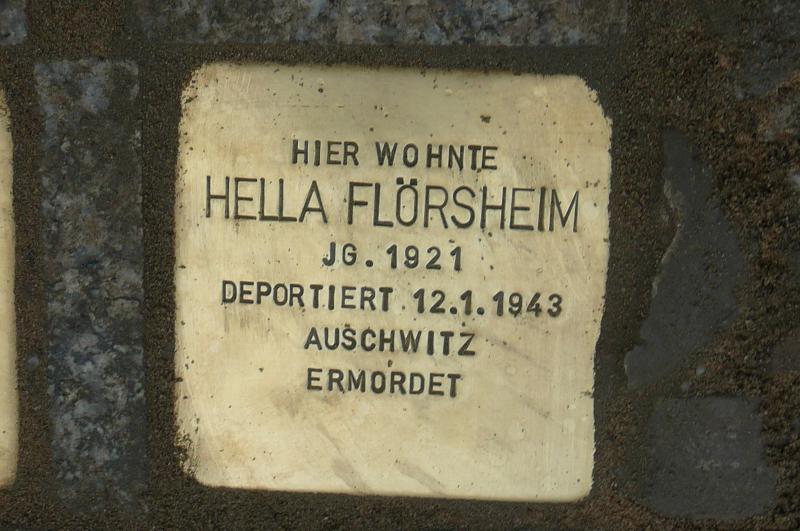 HIER WOHNTE
HELLA FLÖRSHEIM
JG. 1921
DEPORTIERT 12.1.1943
AUSCHWITZ
ERMORDET